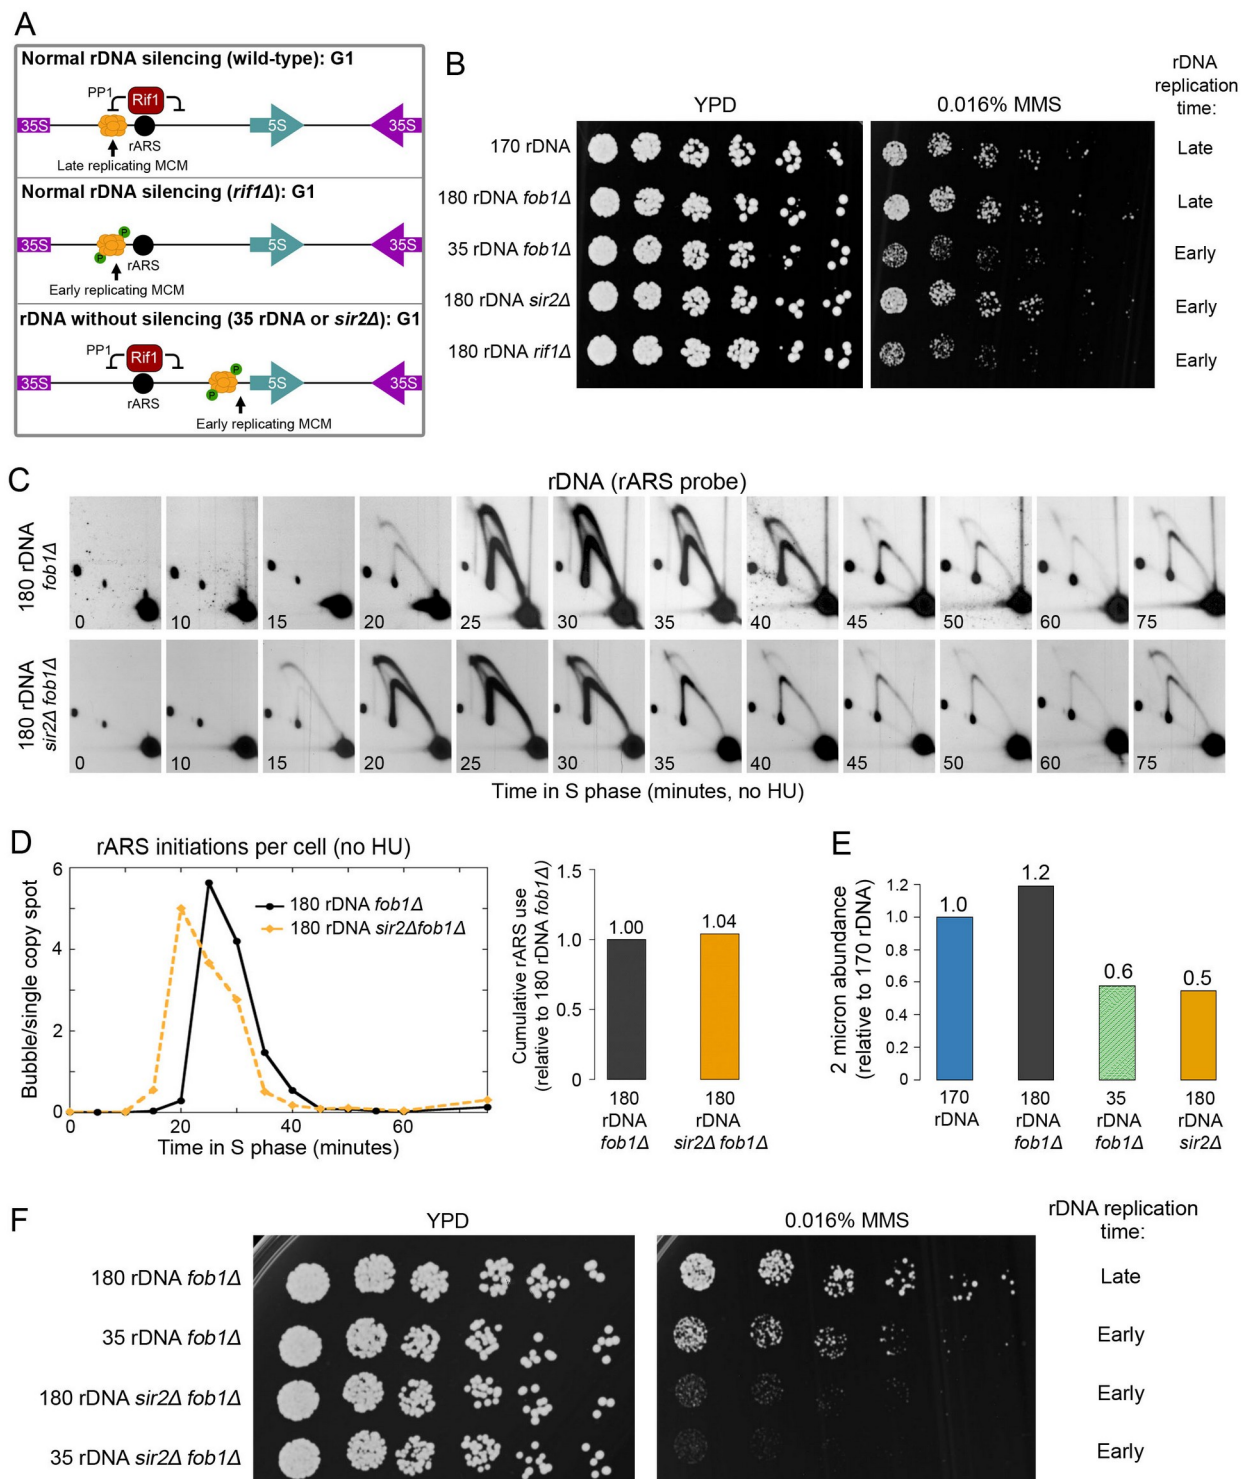 A
Normal rDNA silencing (wild-type): G1
PP1
Rif1
35S
5S
35S
rARS
Late replicating MCM
Normal rDNA silencing (rif1Δ): G1
P
35S
5S
35S
P
rARS
Early replicating MCM
rDNA without silencing (35 rDNA or sir2Δ): G1
PP1
Rif1
P
35S
5S
35S
P
rARS
Early replicating MCM
B
YPD
0.016% MMS
rDNA
replication
time:
170 rDNA
Late
180 rDNA fob1Δ
Late
35 rDNA fob1Δ
Early
180 rDNA sir2Δ
Early
180 rDNA rif1Δ
Early
C
rDNA (rARS probe)
180 rDNA
fob1Δ
0 10 15 20 25 30 35 40 45 50 60 75
180 rDNA
sir2Δ fob1Δ
0 10 15 20 25 30 35 40 45 50 60 75
Time in S phase (minutes, no HU)
D
rARS initiations per cell (no HU)
Bubble/single copy spot
6
4
2
0
180 rDNA fob1Δ
180 rDNA sir2Δfob1Δ
0 20 40 60
Time in S phase (minutes)
Cumulative rARS use
(relative to 180 rDNA fob1Δ)
1.5
1.0
0.5
0
1.00
1.04
180
rDNA
fob1Δ
180
rDNA
sir2Δ fob1Δ
E
2 micron abundance
(relative to 170 rDNA)
1.2
1.0
0.8
0.6
0.4
0.2
0
1.0
1.2
0.6
0.5
170
rDNA
180
rDNA
fob1Δ
35
rDNA
fob1Δ
180
rDNA
sir2Δ
F
YPD
0.016% MMS
rDNA replication
time:
180 rDNA fob1Δ
Late
35 rDNA fob1Δ
Early
180 rDNA sir2Δ fob1Δ
Early
35 rDNA sir2Δ fob1Δ
Early